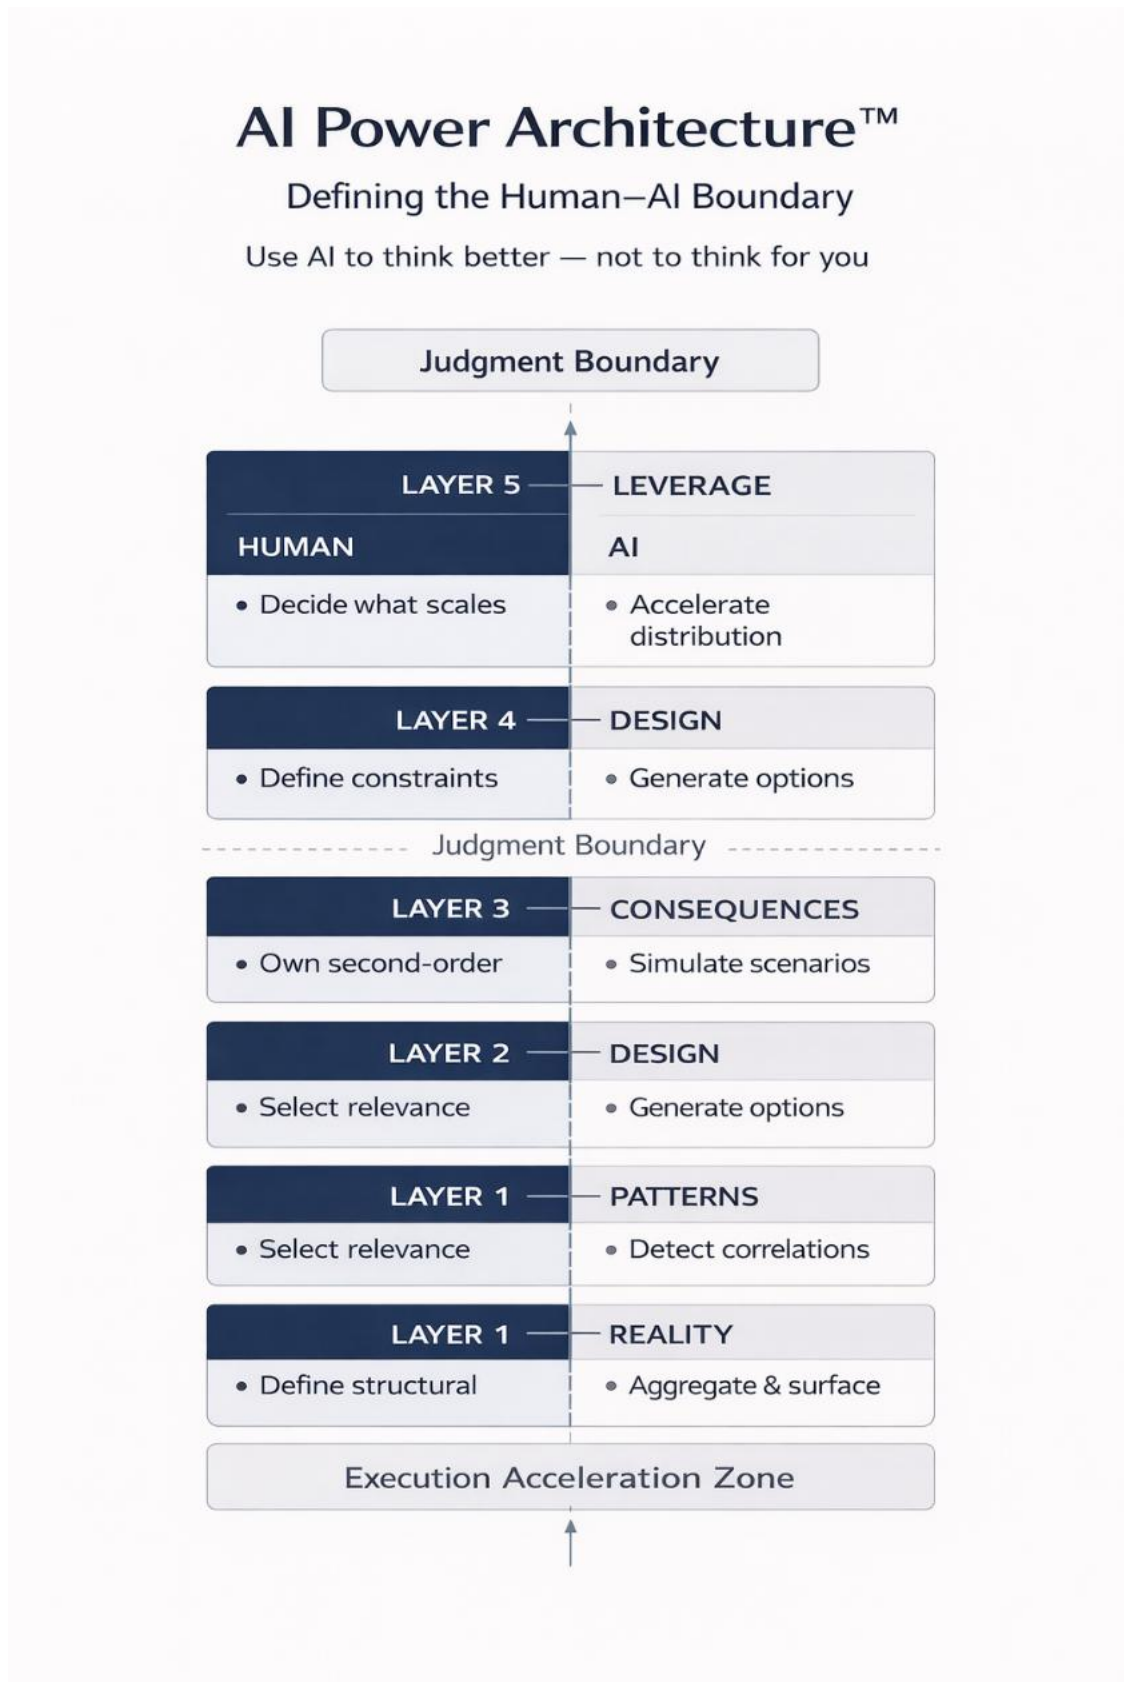 AI Power Architecture™
Defining the Human–AI Boundary
Use AI to think better — not to think for you
Judgment Boundary
LAYER 5 LEVERAGE
HUMAN AI
• Decide what scales • Accelerate
distribution
LAYER 4 DESIGN
• Define constraints • Generate options
Judgment Boundary
LAYER 3 CONSEQUENCES
• Own second-order • Simulate scenarios
LAYER 2 DESIGN
• Select relevance • Generate options
LAYER 1 PATTERNS
• Select relevance • Detect correlations
LAYER 1 REALITY
• Define structural • Aggregate & surface
Execution Acceleration Zone